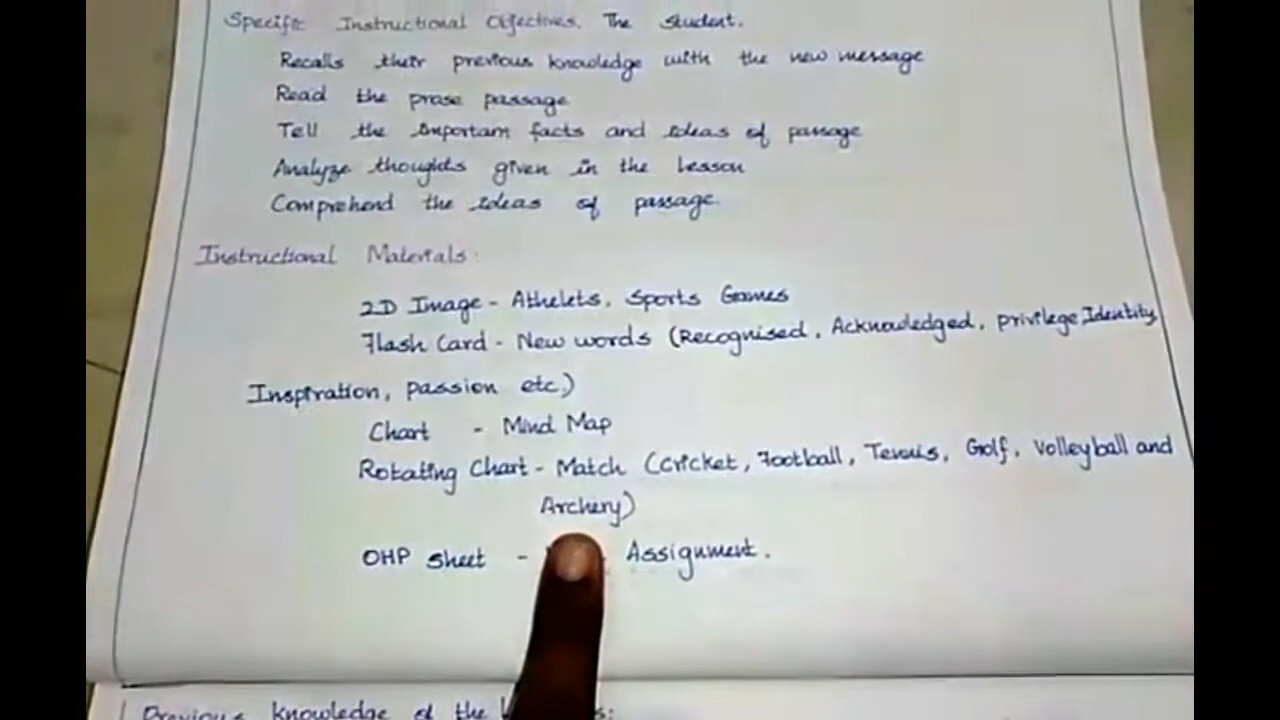 Specific Instructional Objectives. The student.
Recalls their previous knowledge with the new message
Read the prose passage
Tell the important facts and ideas of passage
Analyze thoughts given in the Lesson
Comprehend the ideas of passage.
Instructional Materials:
2D Image - Athelets, Sports Games
Flash Card - New words (Recognised, Acknowledged, privilege, Identity,
Inspiration, passion etc.)
Chart - Mind Map
Rotating Chart - Match (cricket, Football, Tennis, Golf, Volleyball and
Archery)
OHP sheet - Assignment.
Previous knowledge of the